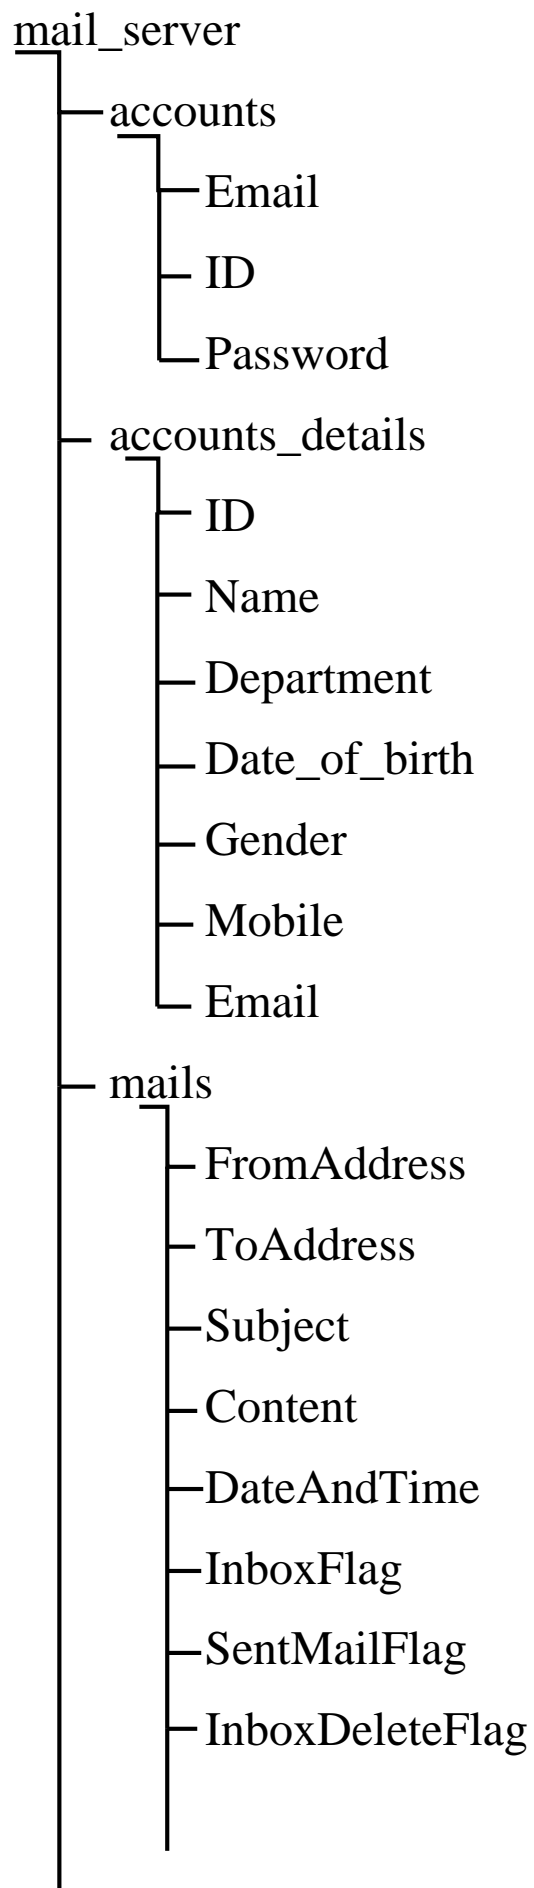 mail_server
accounts
Email
ID
Password
accounts_details
ID
Name
Department
Date_of_birth
Gender
Mobile
Email
mails
FromAddress
ToAddress
Subject
Content
DateAndTime
InboxFlag
SentMailFlag
InboxDeleteFlag